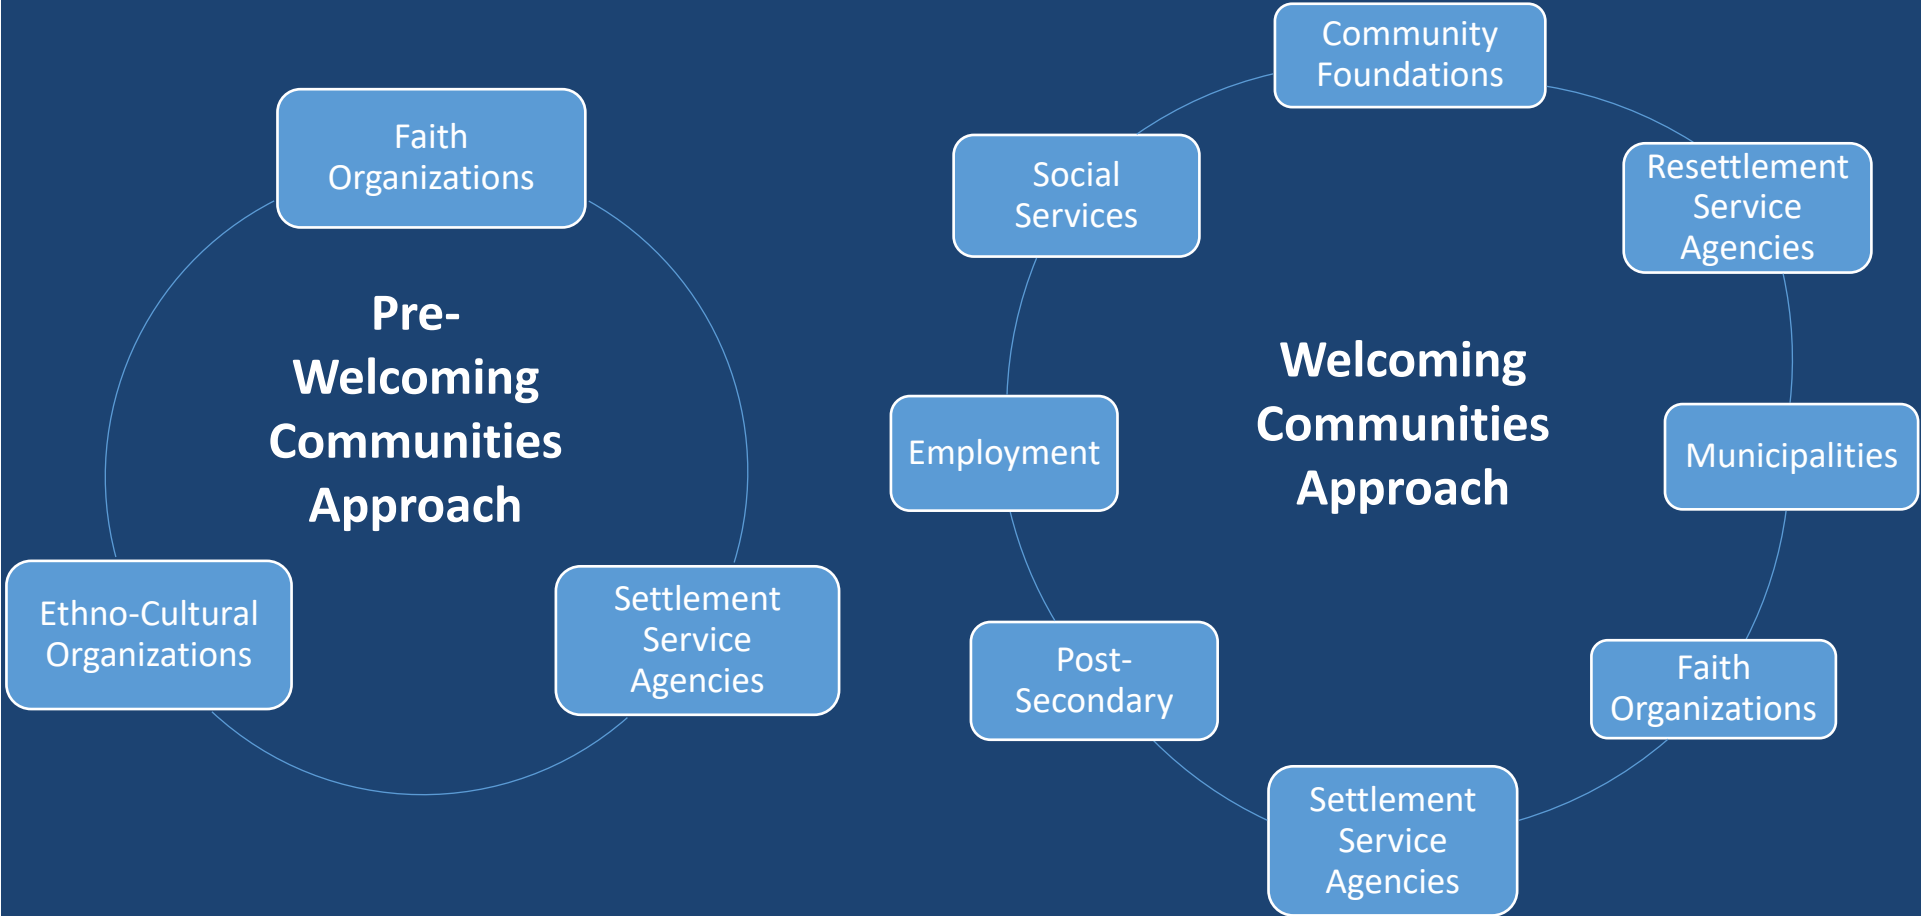 Faith
Organizations
Pre-
Welcoming
Communities
Approach
Ethno-Cultural
Organizations
Settlement
Service
Agencies
Community
Foundations
Social
Services
Resettlement
Service
Agencies
Welcoming
Communities
Approach
Employment
Municipalities
Post-
Secondary
Faith
Organizations
Settlement
Service
Agencies